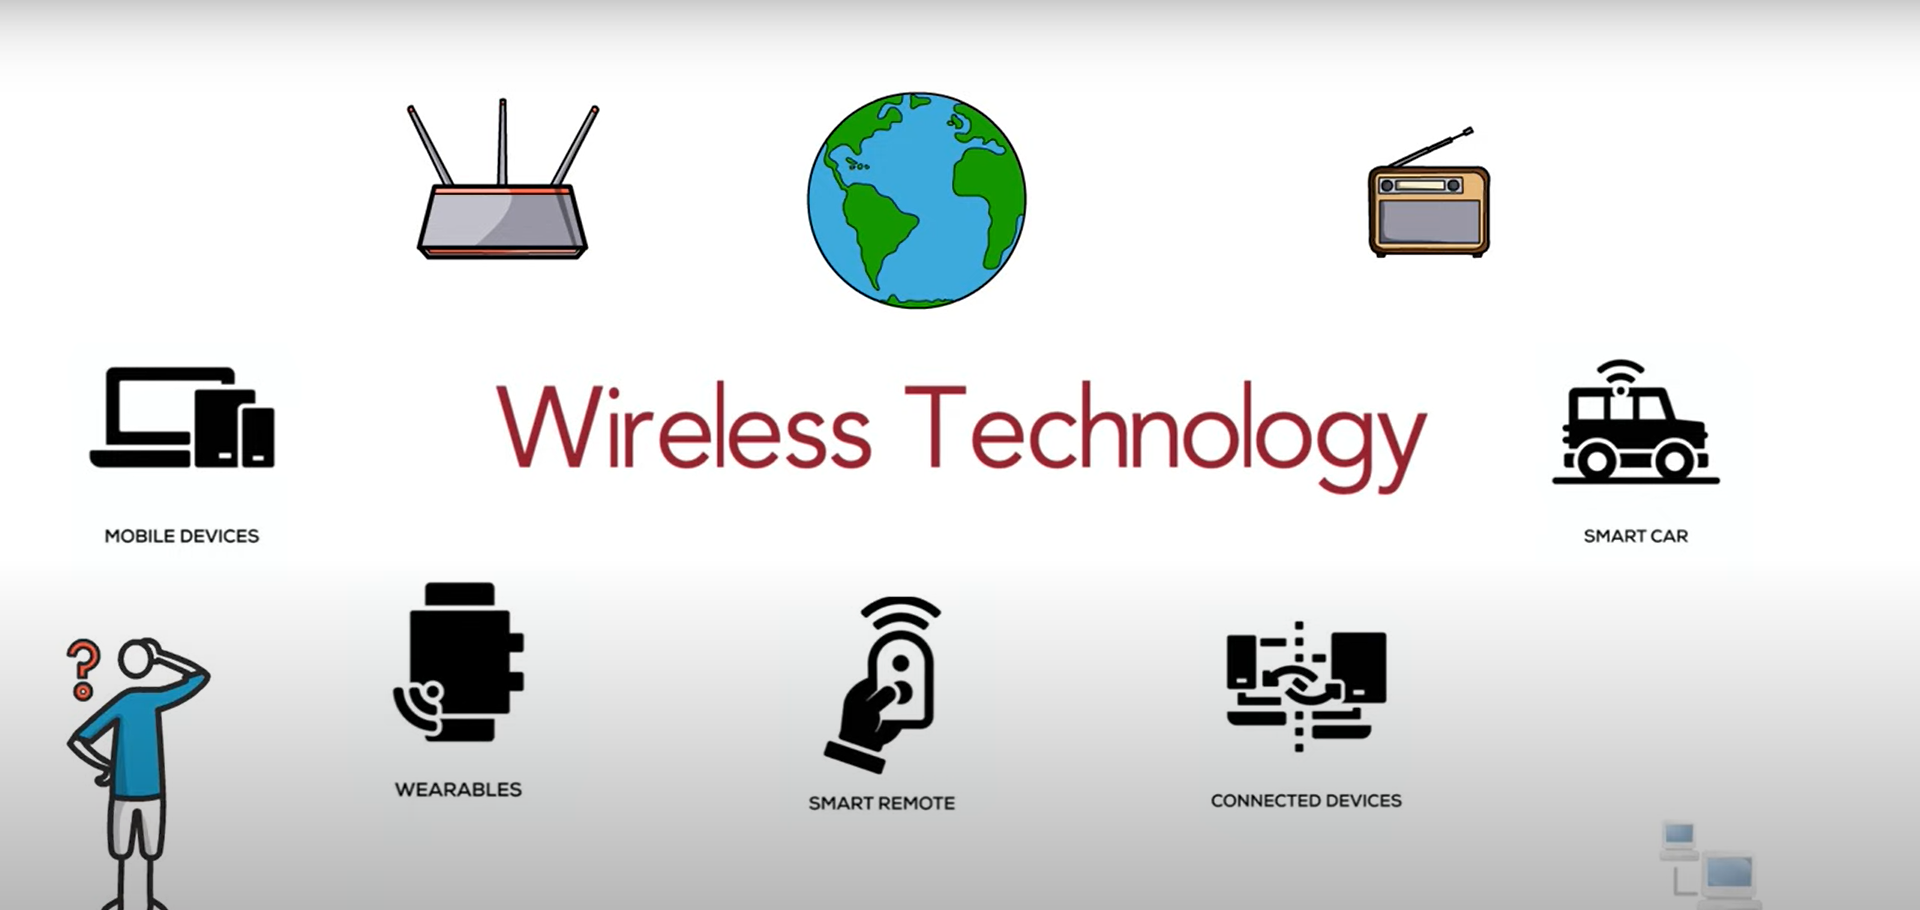 Wireless Technology
MOBILE DEVICES
SMART CAR
?
WEARABLES
SMART REMOTE
CONNECTED DEVICES